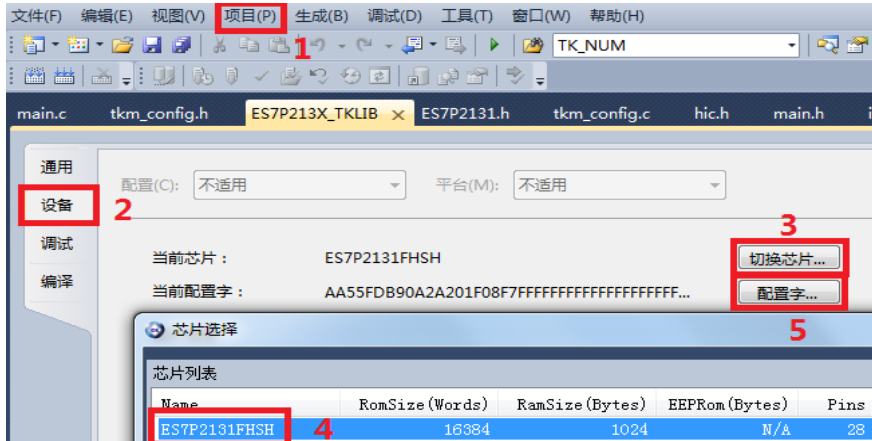 文件(F) 编辑(E) 视图(V) 项目(P) 生成(B) 调试(D) 工具(T) 窗口(W) 帮助(H)
1
TK_NUM
main.c tkm_config.h ES7P213X_TKLIB ES7P2131.h tkm_config.c hic.h main.h
通用
配置(C): 不适用 平台(M): 不适用
设备 2
3
调试
当前芯片： ES7P2131FHSH 切换芯片...
编译
当前配置字： AA55FDB90A2A201F08F7FFFFFFFFFFFFFFFFFFFF... 配置字...
5
芯片选择
芯片列表
Name RomSize(Words) RamSize(Bytes) EEPRom(Bytes) Pins
ES7P2131FHSH 4 16384 1024 N/A 28